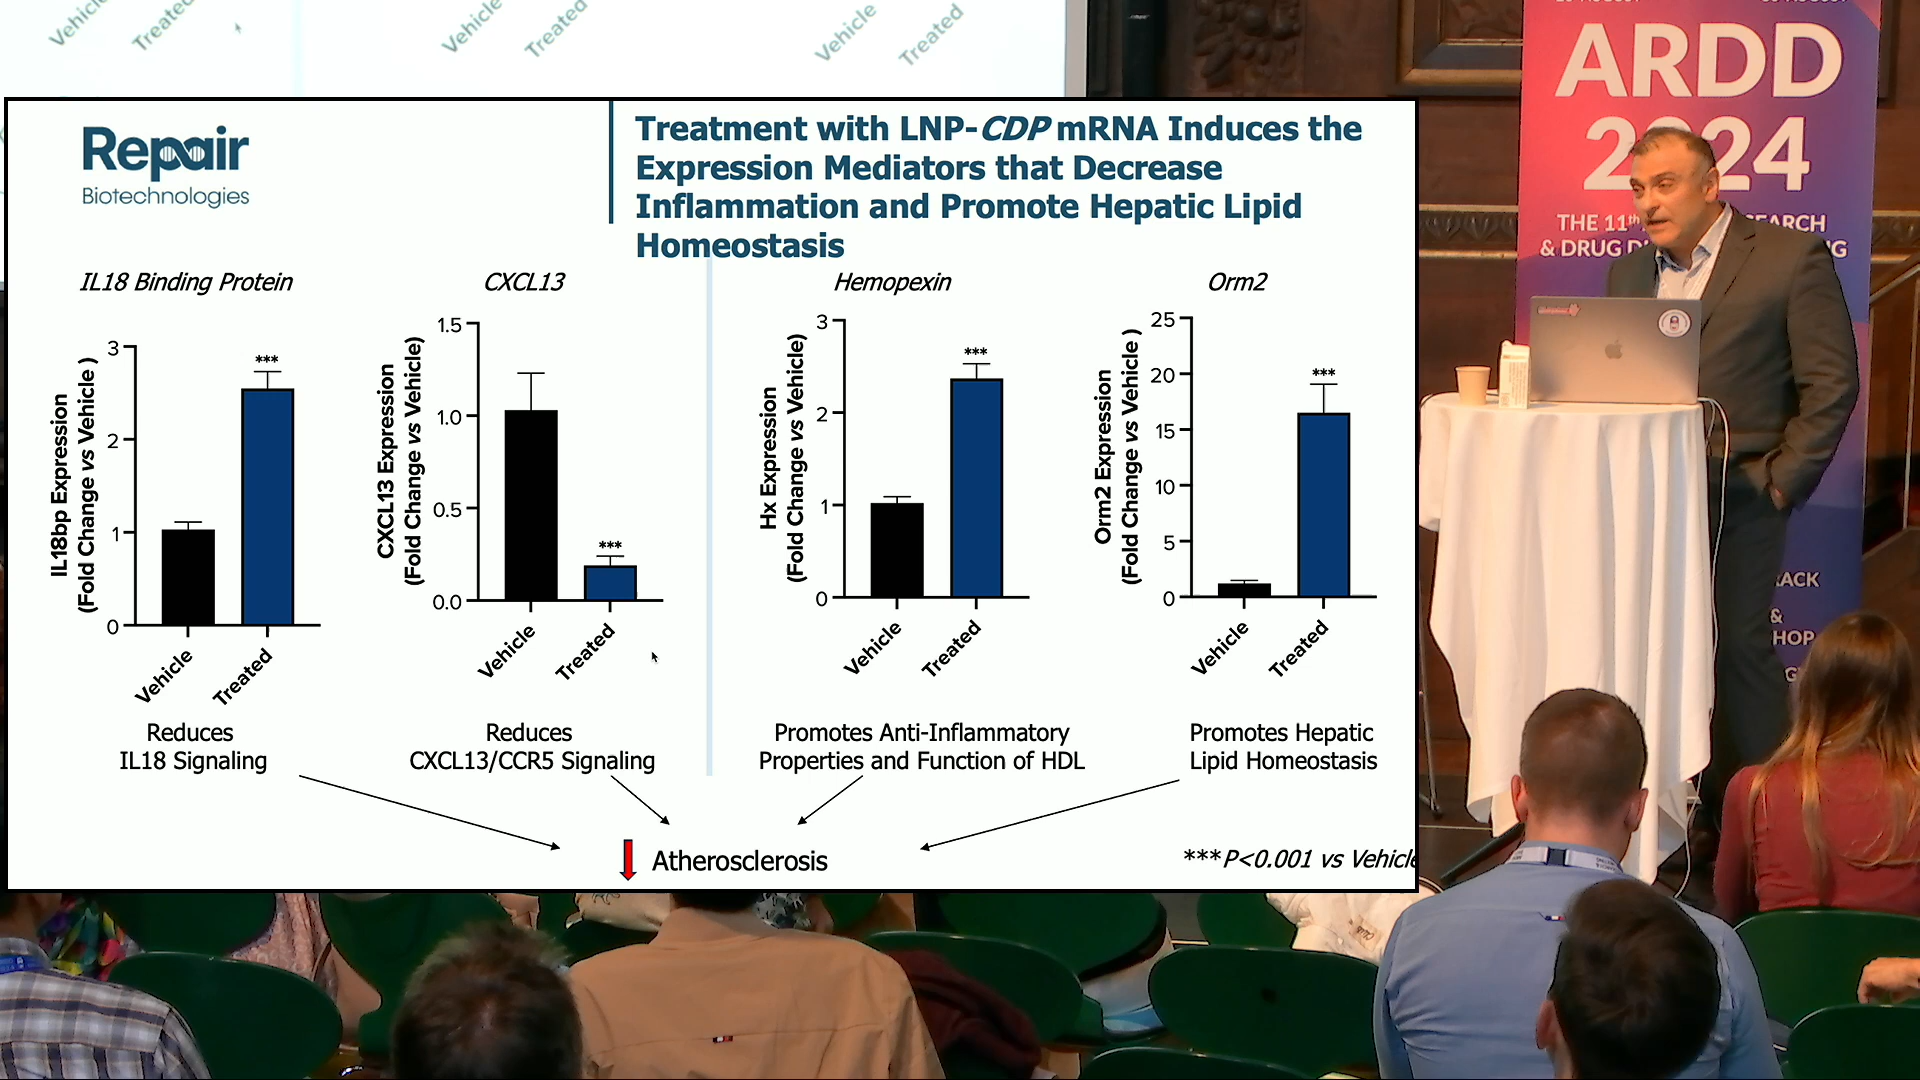 Vehicle
Treated
Vehicle
Treated
Vehicle
Treated
Repair
Biotechnologies
Treatment with LNP-CDP mRNA Induces the
Expression Mediators that Decrease
Inflammation and Promote Hepatic Lipid
Homeostasis
IL18 Binding Protein
IL18bp Expression
(Fold Change vs Vehicle )
3
2
1
0
***
Vehicle
Treated
Reduces
IL18 Signaling
CXCL13
CXCL13 Expression
(Fold Change vs Vehicle)
1.5
1.0
0.5
0.0
***
Vehicle
Treated
Reduces
CXCL13/CCR5 Signaling
Hemopexin
Hx Expression
(Fold Change vs Vehicle)
3
2
1
0
***
Vehicle
Treated
Promotes Anti-Inflammatory
Properties and Function of HDL
Orm2
Orm2 Expression
(Fold Change vs Vehicle )
25
20
15
10
5
0
***
Vehicle
Treated
Promotes Hepatic
Lipid Homeostasis
Atherosclerosis
***P<0.001 vs Vehicle
ARDD
2024
THE 11th
& DRUG